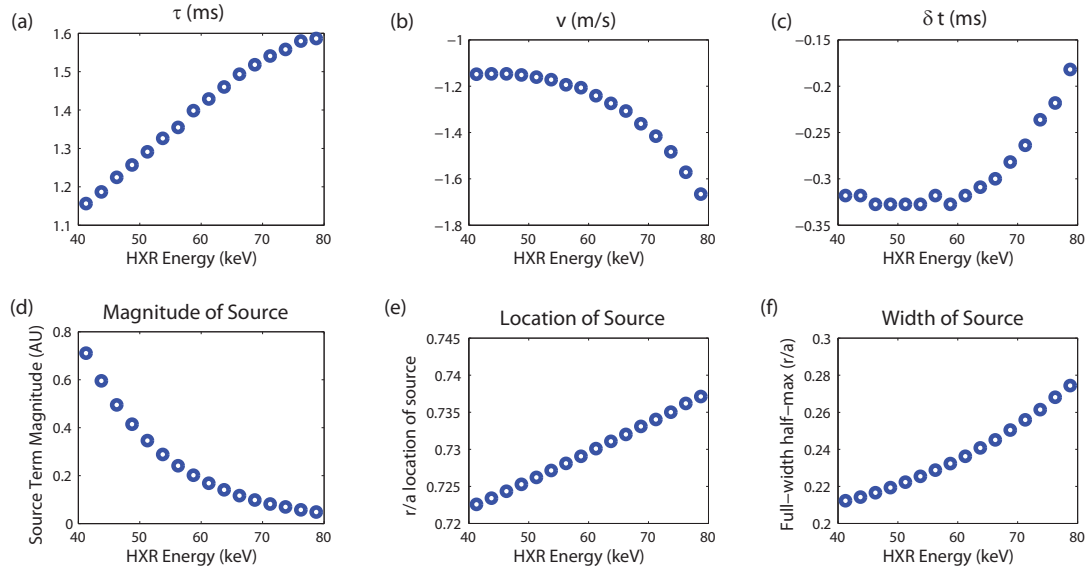 (a)
τ (ms)
1.6
1.5
1.4
1.3
1.2
1.1
40 50 60 70 80
HXR Energy (keV)
(b)
v (m/s)
−1
−1.2
−1.4
−1.6
−1.8
40 50 60 70 80
HXR Energy (keV)
(c)
δ t (ms)
−0.15
−0.2
−0.25
−0.3
−0.35
40 50 60 70 80
HXR Energy (keV)
(d)
Magnitude of Source
Source Term Magnitude (AU)
0.8
0.6
0.4
0.2
0
40 50 60 70 80
HXR Energy (keV)
(e)
Location of Source
r/a location of source
0.745
0.74
0.735
0.73
0.725
0.72
40 50 60 70 80
HXR Energy (keV)
(f)
Width of Source
Full−width half−max (r/a)
0.3
0.28
0.26
0.24
0.22
0.2
40 50 60 70 80
HXR Energy (keV)